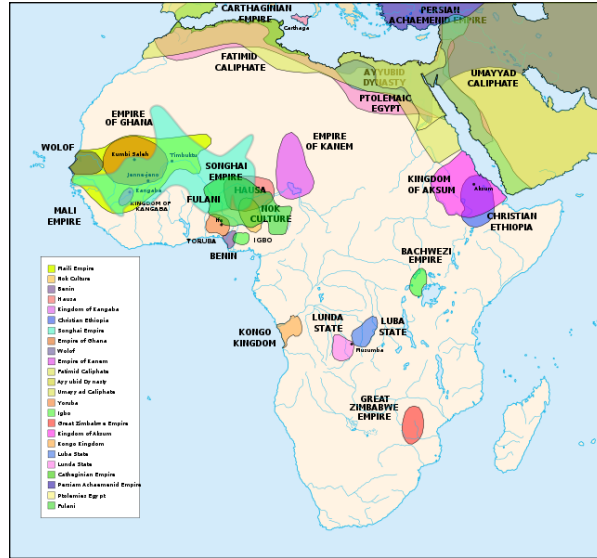 CARTHAGINIAN
EMPIRE
PERSIAN
ACHAEMENID EMPIRE
Carthage
FATIMID
CALIPHATE
AYYUBID
DYNASTY
UMAYYAD
CALIPHATE
PTOLEMAIC
EGYPT
EMPIRE
OF GHANA
WOLOF
Kumbi Saleh
Timbuktu
EMPIRE
OF KANEM
SONGHAI
EMPIRE
Kangaba
KINGDOM OF
KANGABA
FULANI
HAUSA
NOK
CULTURE
MALI
EMPIRE
KINGDOM
OF AKSUM
Aksum
CHRISTIAN
ETHIOPIA
YORUBA
IGBO
BENIN
BACHWEZI
EMPIRE
KONGO
KINGDOM
LUNDA
STATE
LUBA
STATE
Musumba
GREAT
ZIMBABWE
EMPIRE
Maili Empire
Nok Culture
Benin
Hausa
Kingdom of Kangaba
Christian Ethiopia
Songhai Empire
Empire of Ghana
Wolof
Empire of Kanem
Fatimid Caliphate
Ayyubid Dynasty
Umayyad Caliphate
Yoruba
Igbo
Great Zimbabwe Empire
Kingdom of Aksum
Kongo Kingdom
Luba State
Lunda State
Cathaginian Empire
Persian Achaemenid Empire
Ptolemies Egypt
Fulani